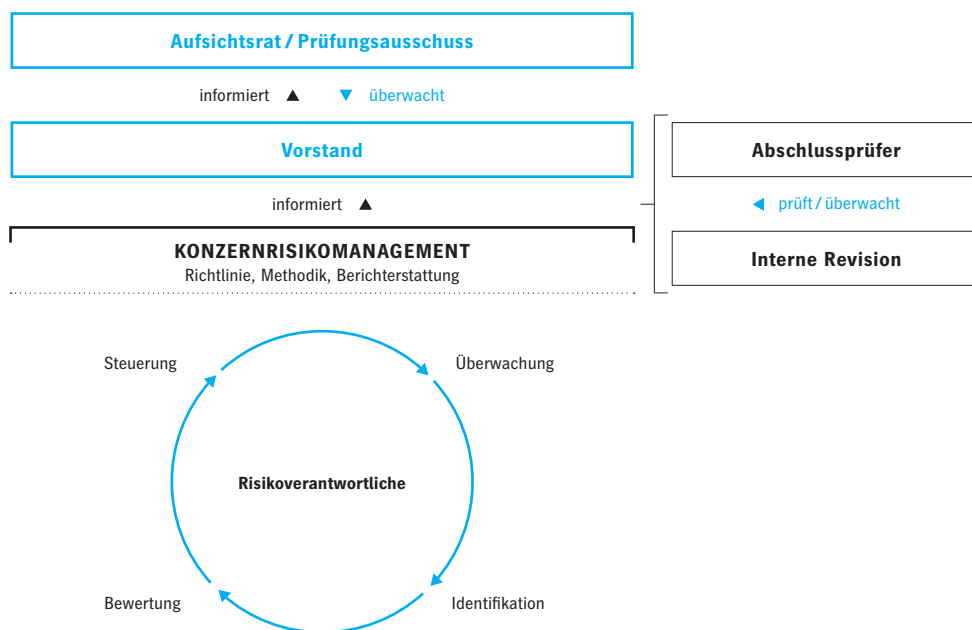 Aufsichtsrat / Prüfungsausschuss
informiert ▲ ▼ überwacht
Vorstand
Abschlussprüfer
informiert ▲
◀ prüft / überwacht
KONZERNRISIKOMANAGEMENT
Richtlinie, Methodik, Berichterstattung
Interne Revision
Steuerung
Überwachung
Risikoverantwortliche
Bewertung
Identifikation